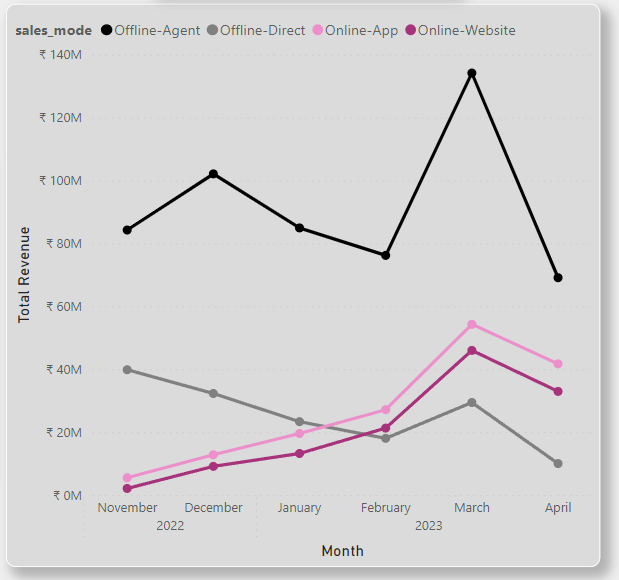 sales_mode Offline-Agent Offline-Direct Online-App Online-Website
₹ 140M
₹ 120M
₹ 100M
₹ 80M
₹ 60M
₹ 40M
₹ 20M
₹ 0M
Total Revenue
November December January February March April
2022 2023
Month